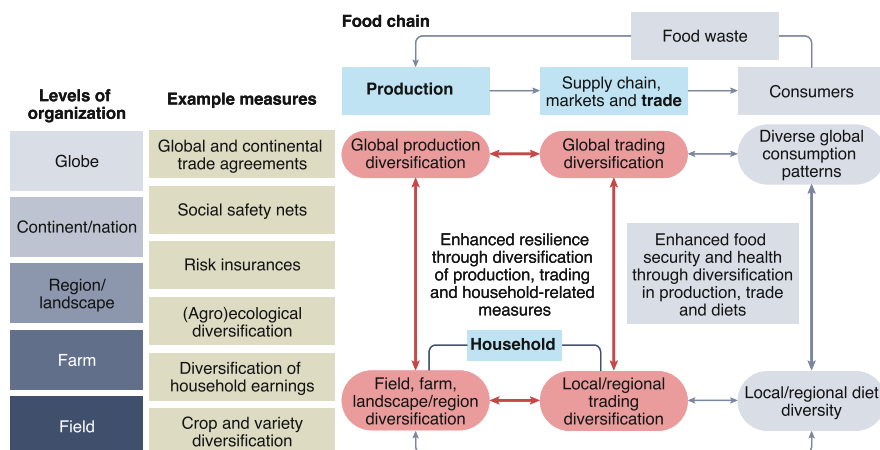 Food chain
Food waste
Production
Supply chain,
markets and trade
Consumers
Levels of
organization
Example measures
Globe
Continent/nation
Region/
landscape
Farm
Field
Global and continental
trade agreements
Social safety nets
Risk insurances
(Agro)ecological
diversification
Diversification of
household earnings
Crop and variety
diversification
Global production
diversification
Global trading
diversification
Diverse global
consumption
patterns
Enhanced resilience
through diversification
of production, trading
and household-related
measures
Enhanced food
security and health
through diversification
in production, trade
and diets
Household
Field, farm,
landscape/region
diversification
Local/regional
trading
diversification
Local/regional diet
diversity